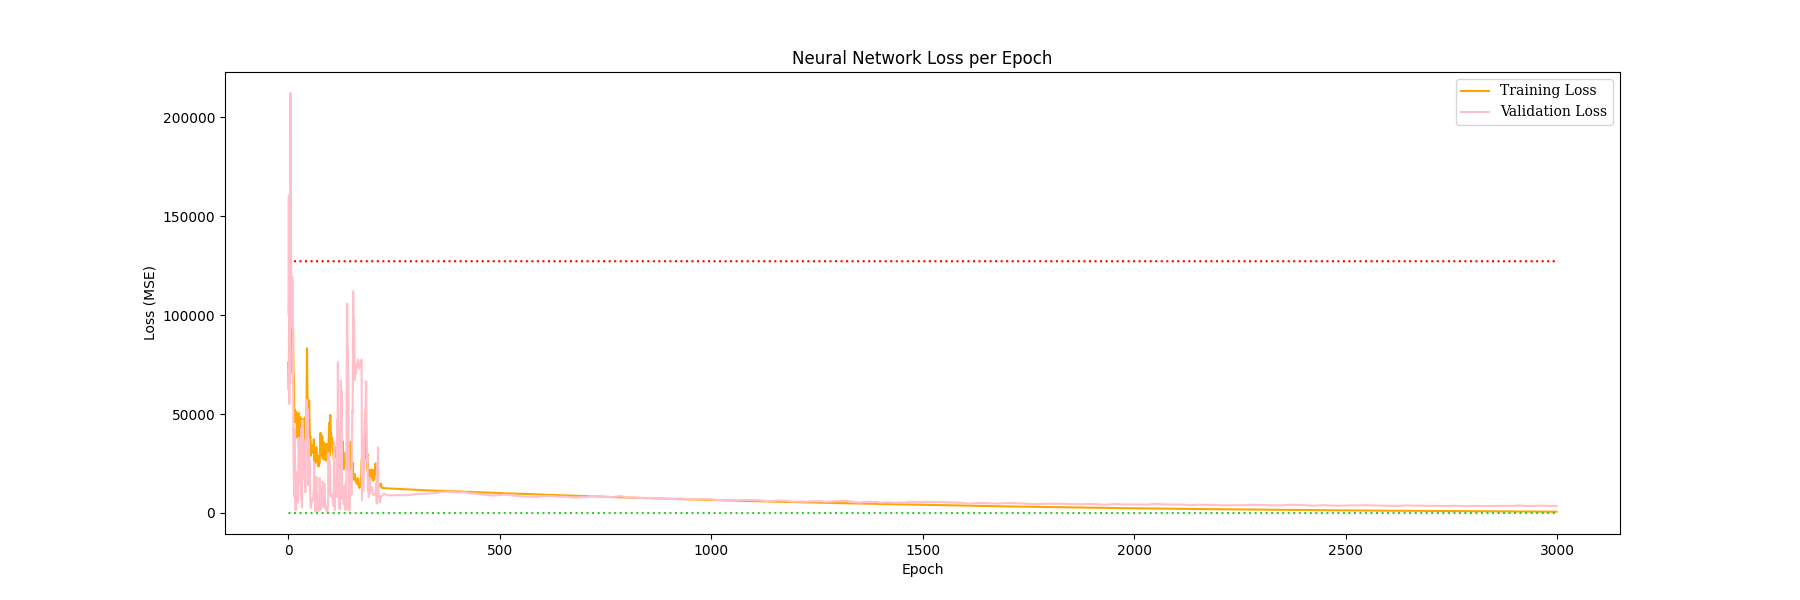 Neural Network Loss per Epoch
Training Loss
Validation Loss
200000
150000
100000
50000
0
Loss (MSE)
0 500 1000 1500 2000 2500 3000
Epoch